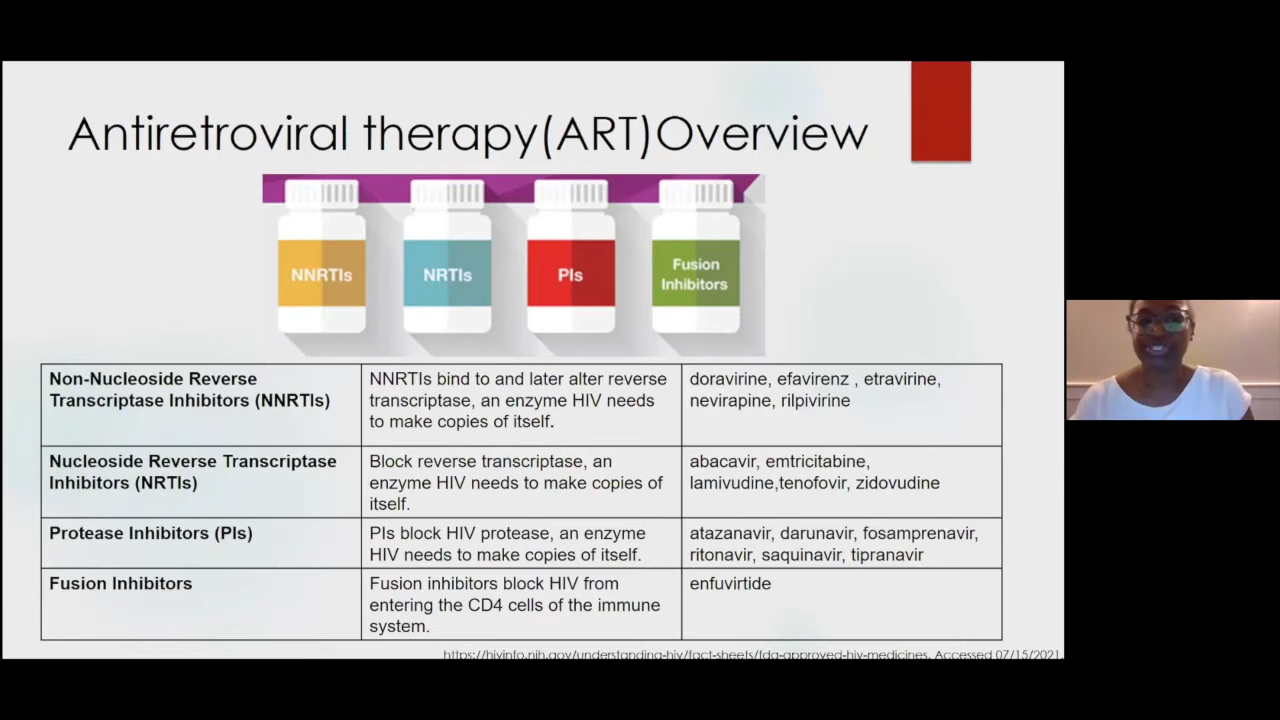 Antiretroviral therapy(ART)Overview
NNRTIs
NRTIs
PIs
Fusion
Inhibitors
Non-Nucleoside Reverse
Transcriptase Inhibitors (NNRTIs)
NNRTIs bind to and later alter reverse
transcriptase, an enzyme HIV needs
to make copies of itself.
doravirine, efavirenz , etravirine,
nevirapine, rilpivirine
Nucleoside Reverse Transcriptase
Inhibitors (NRTIs)
Block reverse transcriptase, an
enzyme HIV needs to make copies of
itself.
abacavir, emtricitabine,
lamivudine,tenofovir, zidovudine
Protease Inhibitors (PIs)
PIs block HIV protease, an enzyme
HIV needs to make copies of itself.
atazanavir, darunavir, fosamprenavir,
ritonavir, saquinavir, tipranavir
Fusion Inhibitors
Fusion inhibitors block HIV from
entering the CD4 cells of the immune
system.
enfuvirtide
https://hivinfo.nih.gov/understanding-hiv/fact-sheets/fda-approved-hiv-medicines. Accessed 07/15/2021.